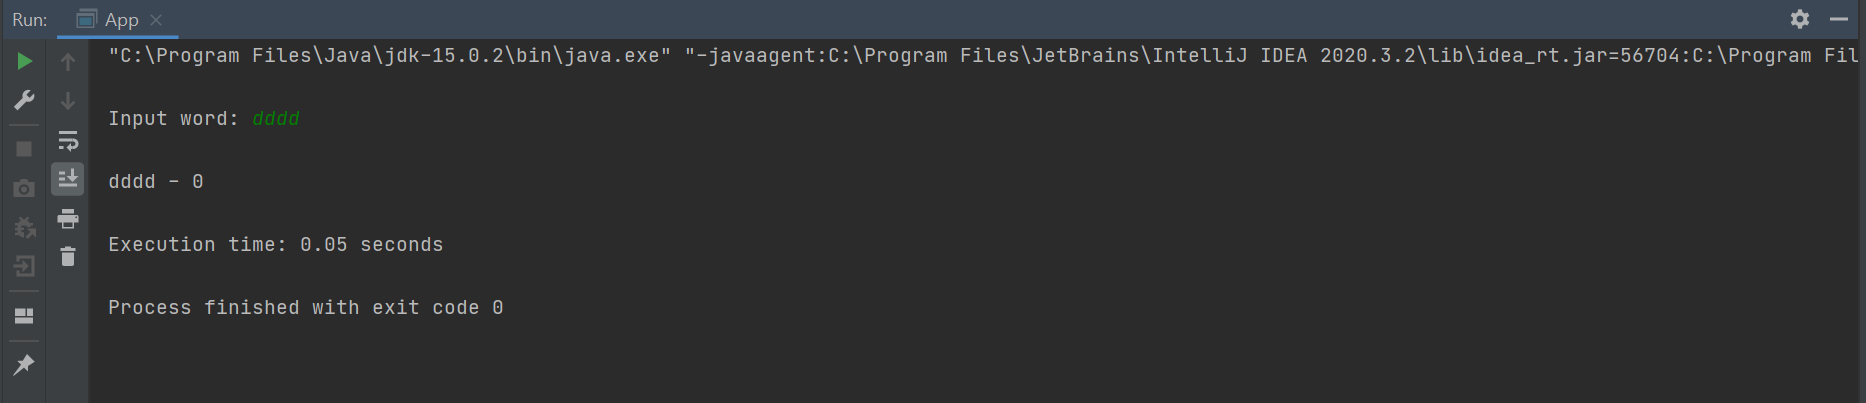 Run: App
"C:\Program Files\Java\jdk-15.0.2\bin\java.exe" "-javaagent:C:\Program Files\JetBrains\IntelliJ IDEA 2020.3.2\lib\idea_rt.jar=56704:C:\Program Fil
Input word: dddd
dddd - 0
Execution time: 0.05 seconds
Process finished with exit code 0